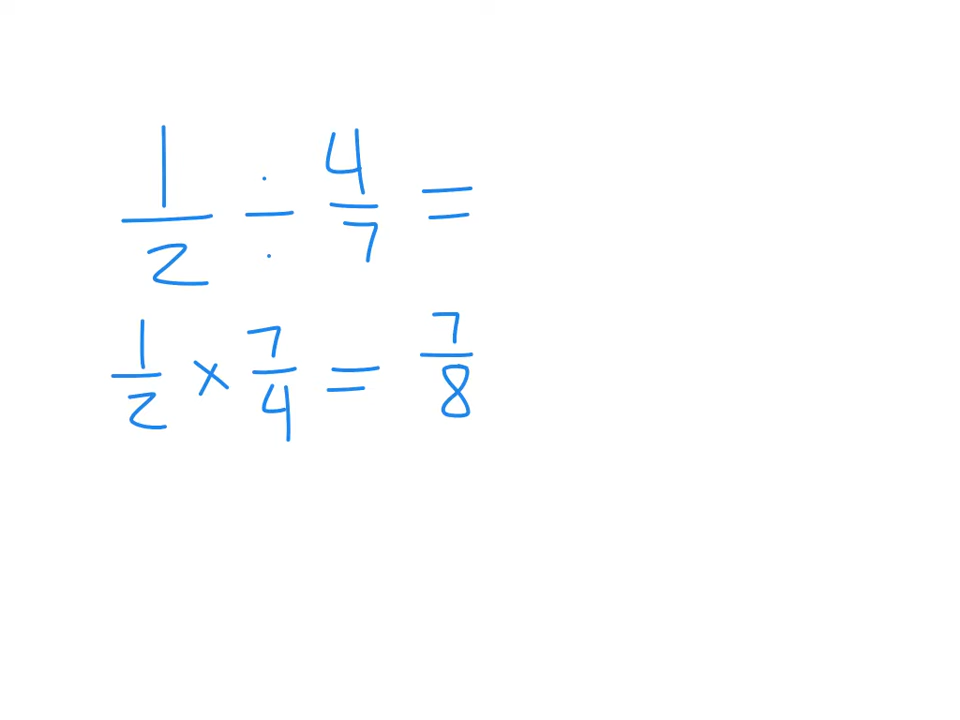 1/2 ÷ 4/7 =
1/2 × 7/4 = 7/8